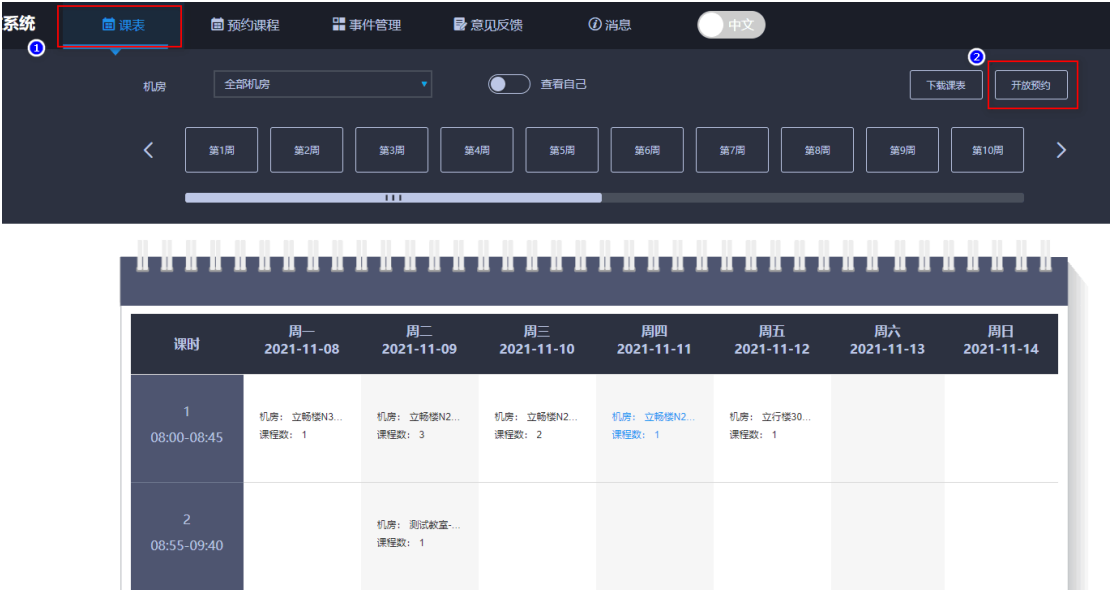 系统 课表 预约课程 事件管理 意见反馈 消息 中文
1
2
机房 全部机房 查看自己 下载课表 开放预约
第1周 第2周 第3周 第4周 第5周 第6周 第7周 第8周 第9周 第10周
课时 周一 周二 周三 周四 周五 周六 周日
2021-11-08 2021-11-09 2021-11-10 2021-11-11 2021-11-12 2021-11-13 2021-11-14
1
08:00-08:45
机房： 立畅楼N3... 机房： 立畅楼N2... 机房： 立畅楼N2... 机房： 立畅楼N2... 机房： 立行楼30...
课程数： 1 课程数： 3 课程数： 2 课程数： 1 课程数： 1
2
08:55-09:40
机房： 测试教室-...
课程数： 1